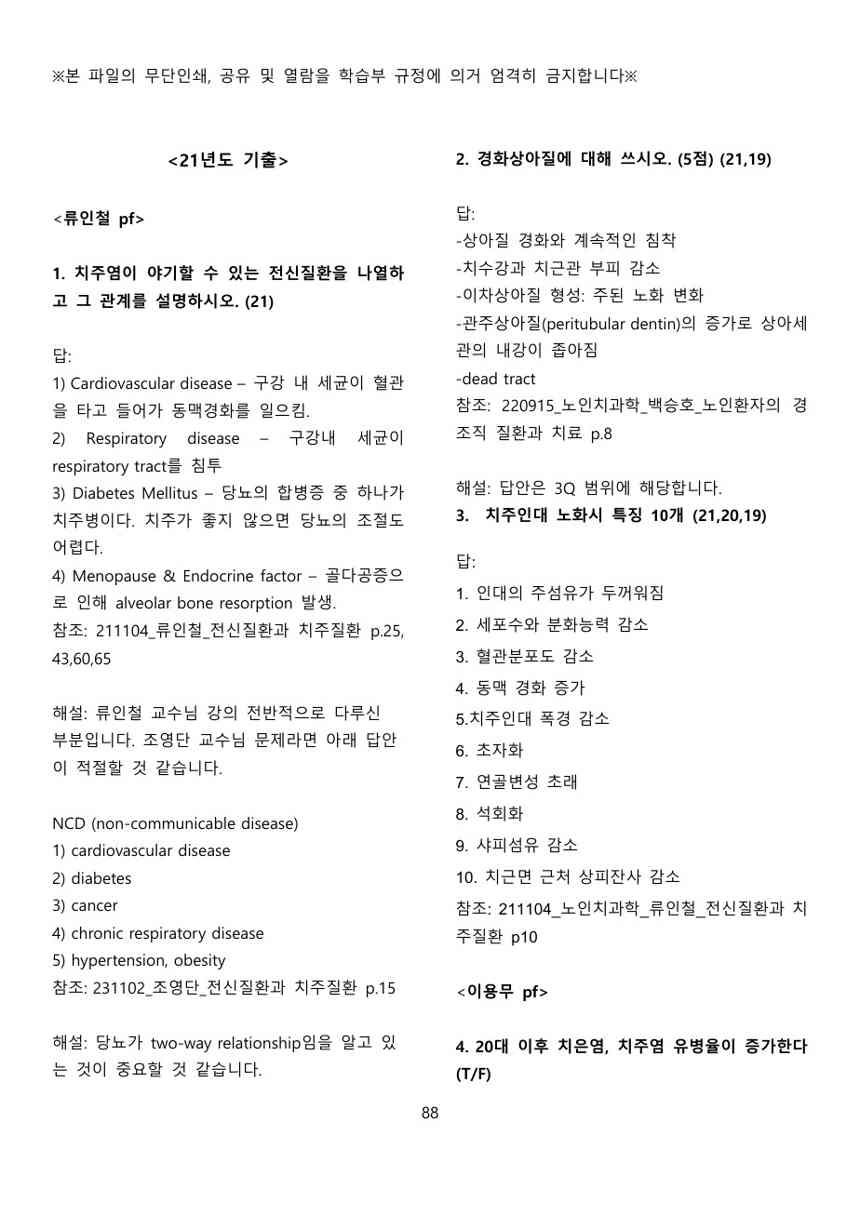 ※본 파일의 무단인쇄, 공유 및 열람을 학습부 규정에 의거 엄격히 금지합니다※
<21년도 기출>
<류인철 pf>
1. 치주염이 야기할 수 있는 전신질환을 나열하
고 그 관계를 설명하시오. (21)
답:
1) Cardiovascular disease – 구강 내 세균이 혈관
을 타고 들어가 동맥경화를 일으킴.
2) Respiratory disease – 구강내 세균이
respiratory tract를 침투
3) Diabetes Mellitus – 당뇨의 합병증 중 하나가
치주병이다. 치주가 좋지 않으면 당뇨의 조절도
어렵다.
4) Menopause & Endocrine factor – 골다공증으
로 인해 alveolar bone resorption 발생.
참조: 211104_류인철_전신질환과 치주질환 p.25,
43,60,65
해설: 류인철 교수님 강의 전반적으로 다루신
부분입니다. 조영단 교수님 문제라면 아래 답안
이 적절할 것 같습니다.
NCD (non-communicable disease)
1) cardiovascular disease
2) diabetes
3) cancer
4) chronic respiratory disease
5) hypertension, obesity
참조: 231102_조영단_전신질환과 치주질환 p.15
해설: 당뇨가 two-way relationship임을 알고 있
는 것이 중요할 것 같습니다.
2. 경화상아질에 대해 쓰시오. (5점) (21,19)
답:
-상아질 경화와 계속적인 침착
-치수강과 치근관 부피 감소
-이차상아질 형성: 주된 노화 변화
-관주상아질(peritubular dentin)의 증가로 상아세
관의 내강이 좁아짐
-dead tract
참조: 220915_노인치과학_백승호_노인환자의 경
조직 질환과 치료 p.8
해설: 답안은 3Q 범위에 해당합니다.
3. 치주인대 노화시 특징 10개 (21,20,19)
답:
1. 인대의 주섬유가 두꺼워짐
2. 세포수와 분화능력 감소
3. 혈관분포도 감소
4. 동맥 경화 증가
5.치주인대 폭경 감소
6. 초자화
7. 연골변성 초래
8. 석회화
9. 샤피섬유 감소
10. 치근면 근처 상피잔사 감소
참조: 211104_노인치과학_류인철_전신질환과 치
주질환 p10
<이용무 pf>
4. 20대 이후 치은염, 치주염 유병율이 증가한다
(T/F)
88